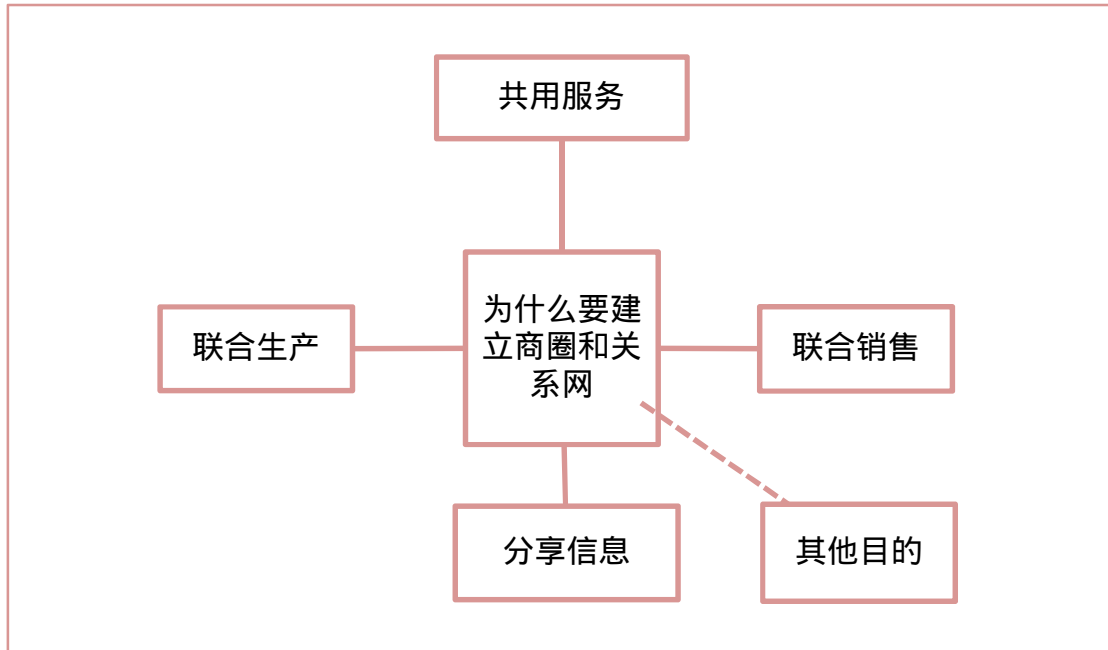 共用服务
联合生产
为什么要建
立商圈和关
系网
联合销售
分享信息
其他目的